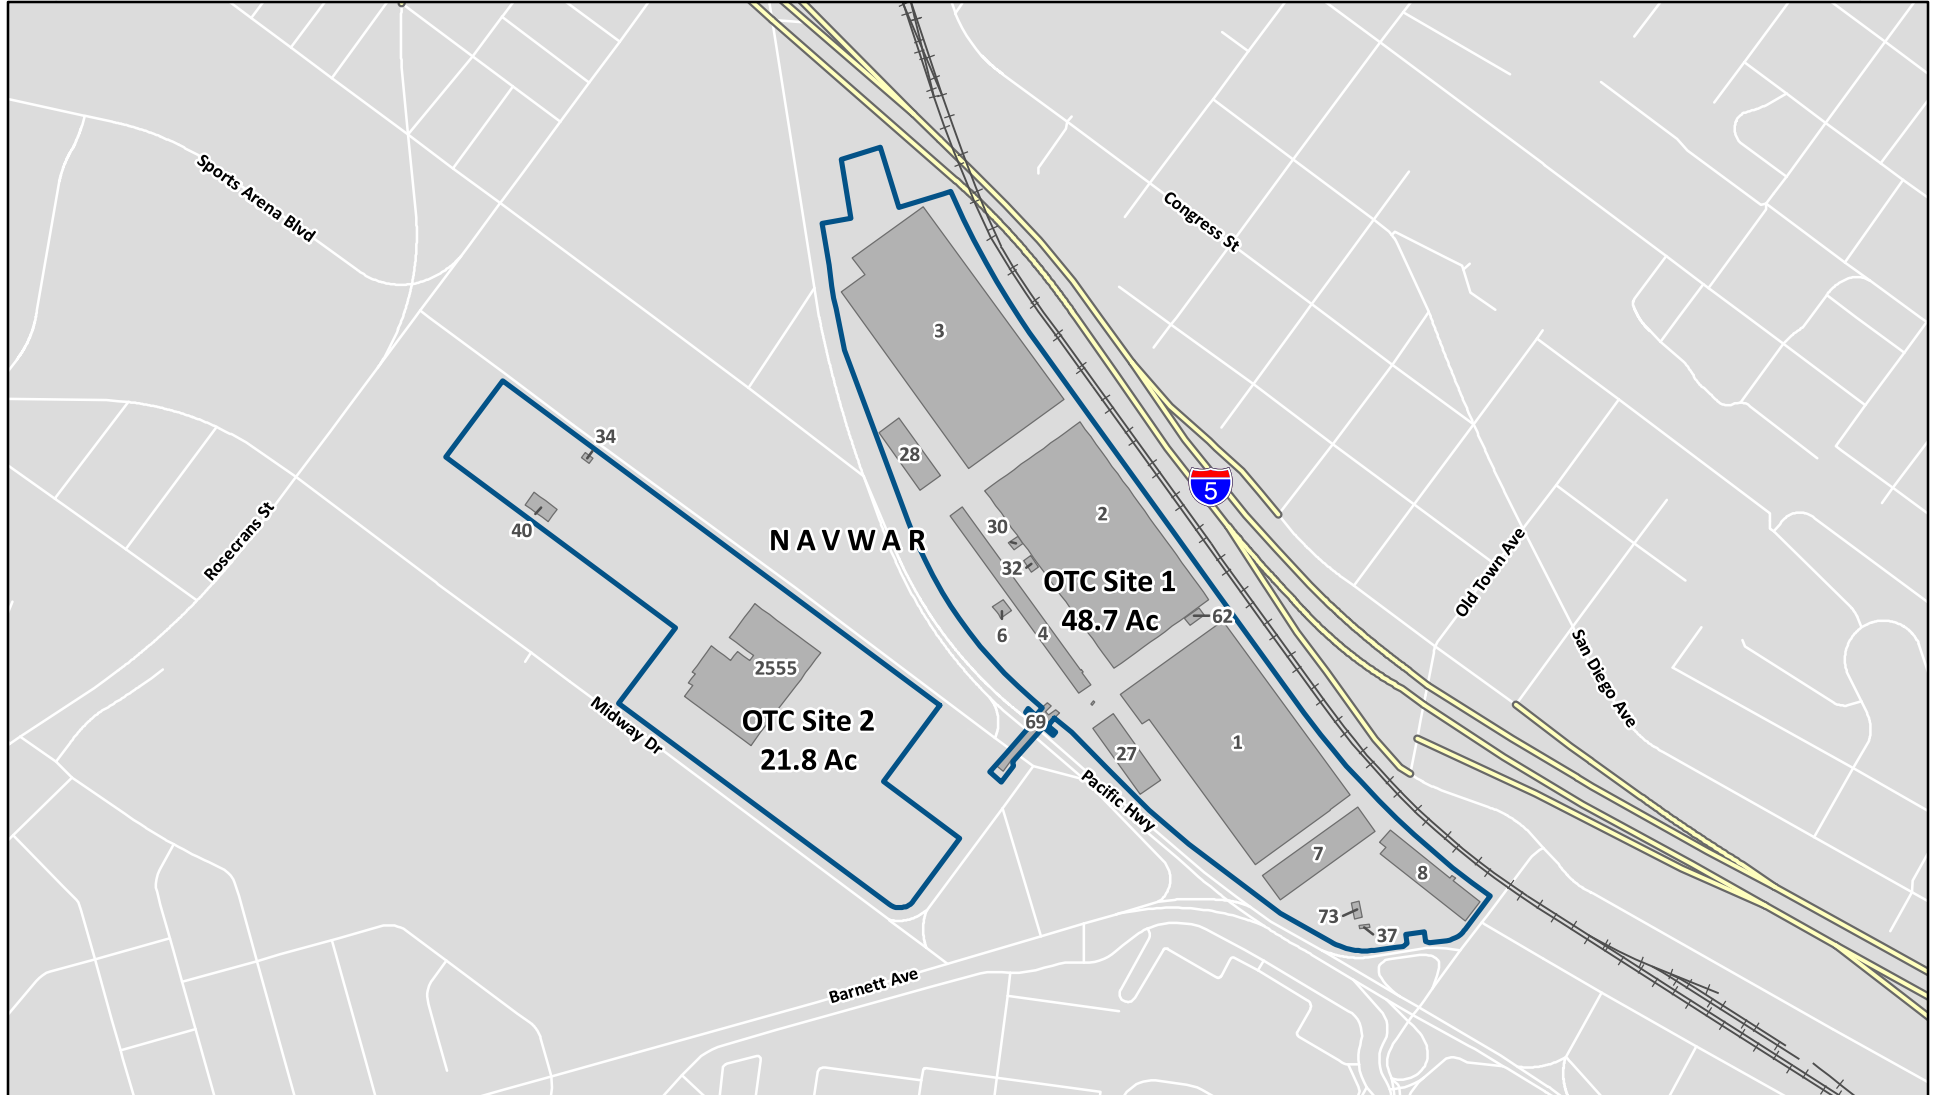 Sports Arena Blvd
Congress St
3
34
28
5
40
30
2
NAVWAR
Rosecrans St
32
OTC Site 1
48.7 Ac
62
Old Town Ave
6
4
2555
San Diego Ave
Midway Dr
OTC Site 2
21.8 Ac
69
27
1
Pacific Hwy
7
8
73
37
Barnett Ave